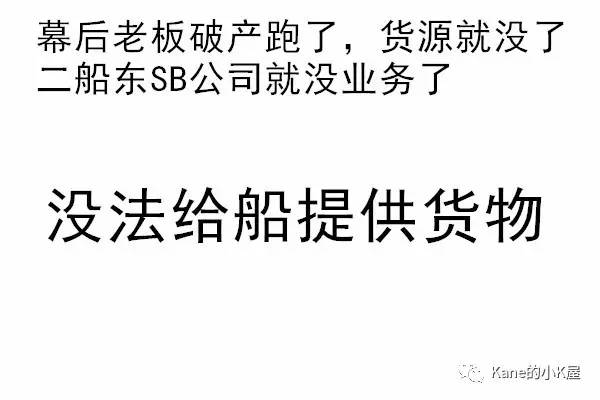 幕后老板破产跑了，货源就没了
二船东SB公司就没业务了
没法给船提供货物
Kane的小K屋